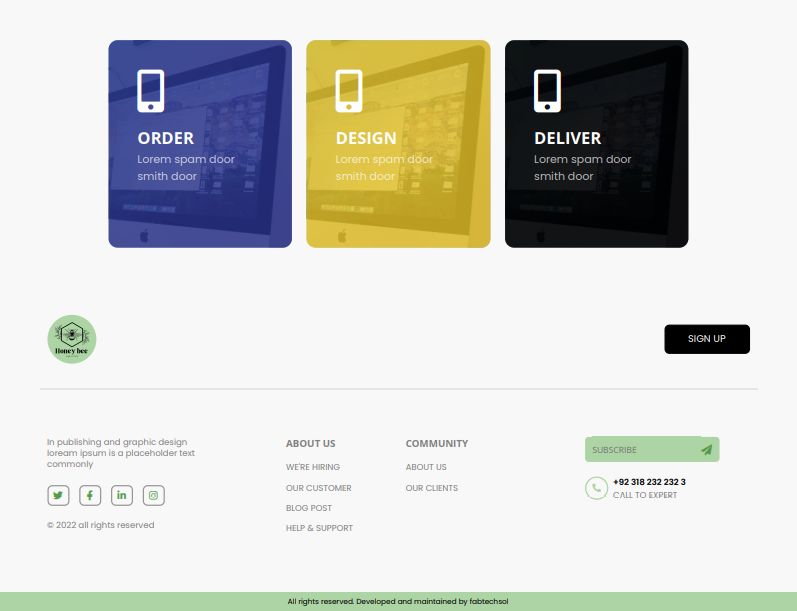 ORDER
Lorem spam door
smith door
DESIGN
Lorem spam door
smith door
DELIVER
Lorem spam door
smith door
Honey bee
SIGN UP
In publishing and graphic design
loream ipsum is a placeholder text
commonly
© 2022 all rights reserved
ABOUT US
WE'RE HIRING
OUR CUSTOMER
BLOG POST
HELP & SUPPORT
COMMUNITY
ABOUT US
OUR CLIENTS
SUBSCRIBE
+92 318 232 232 3
CALL TO EXPERT
All rights reserved. Developed and maintained by fabtechsol